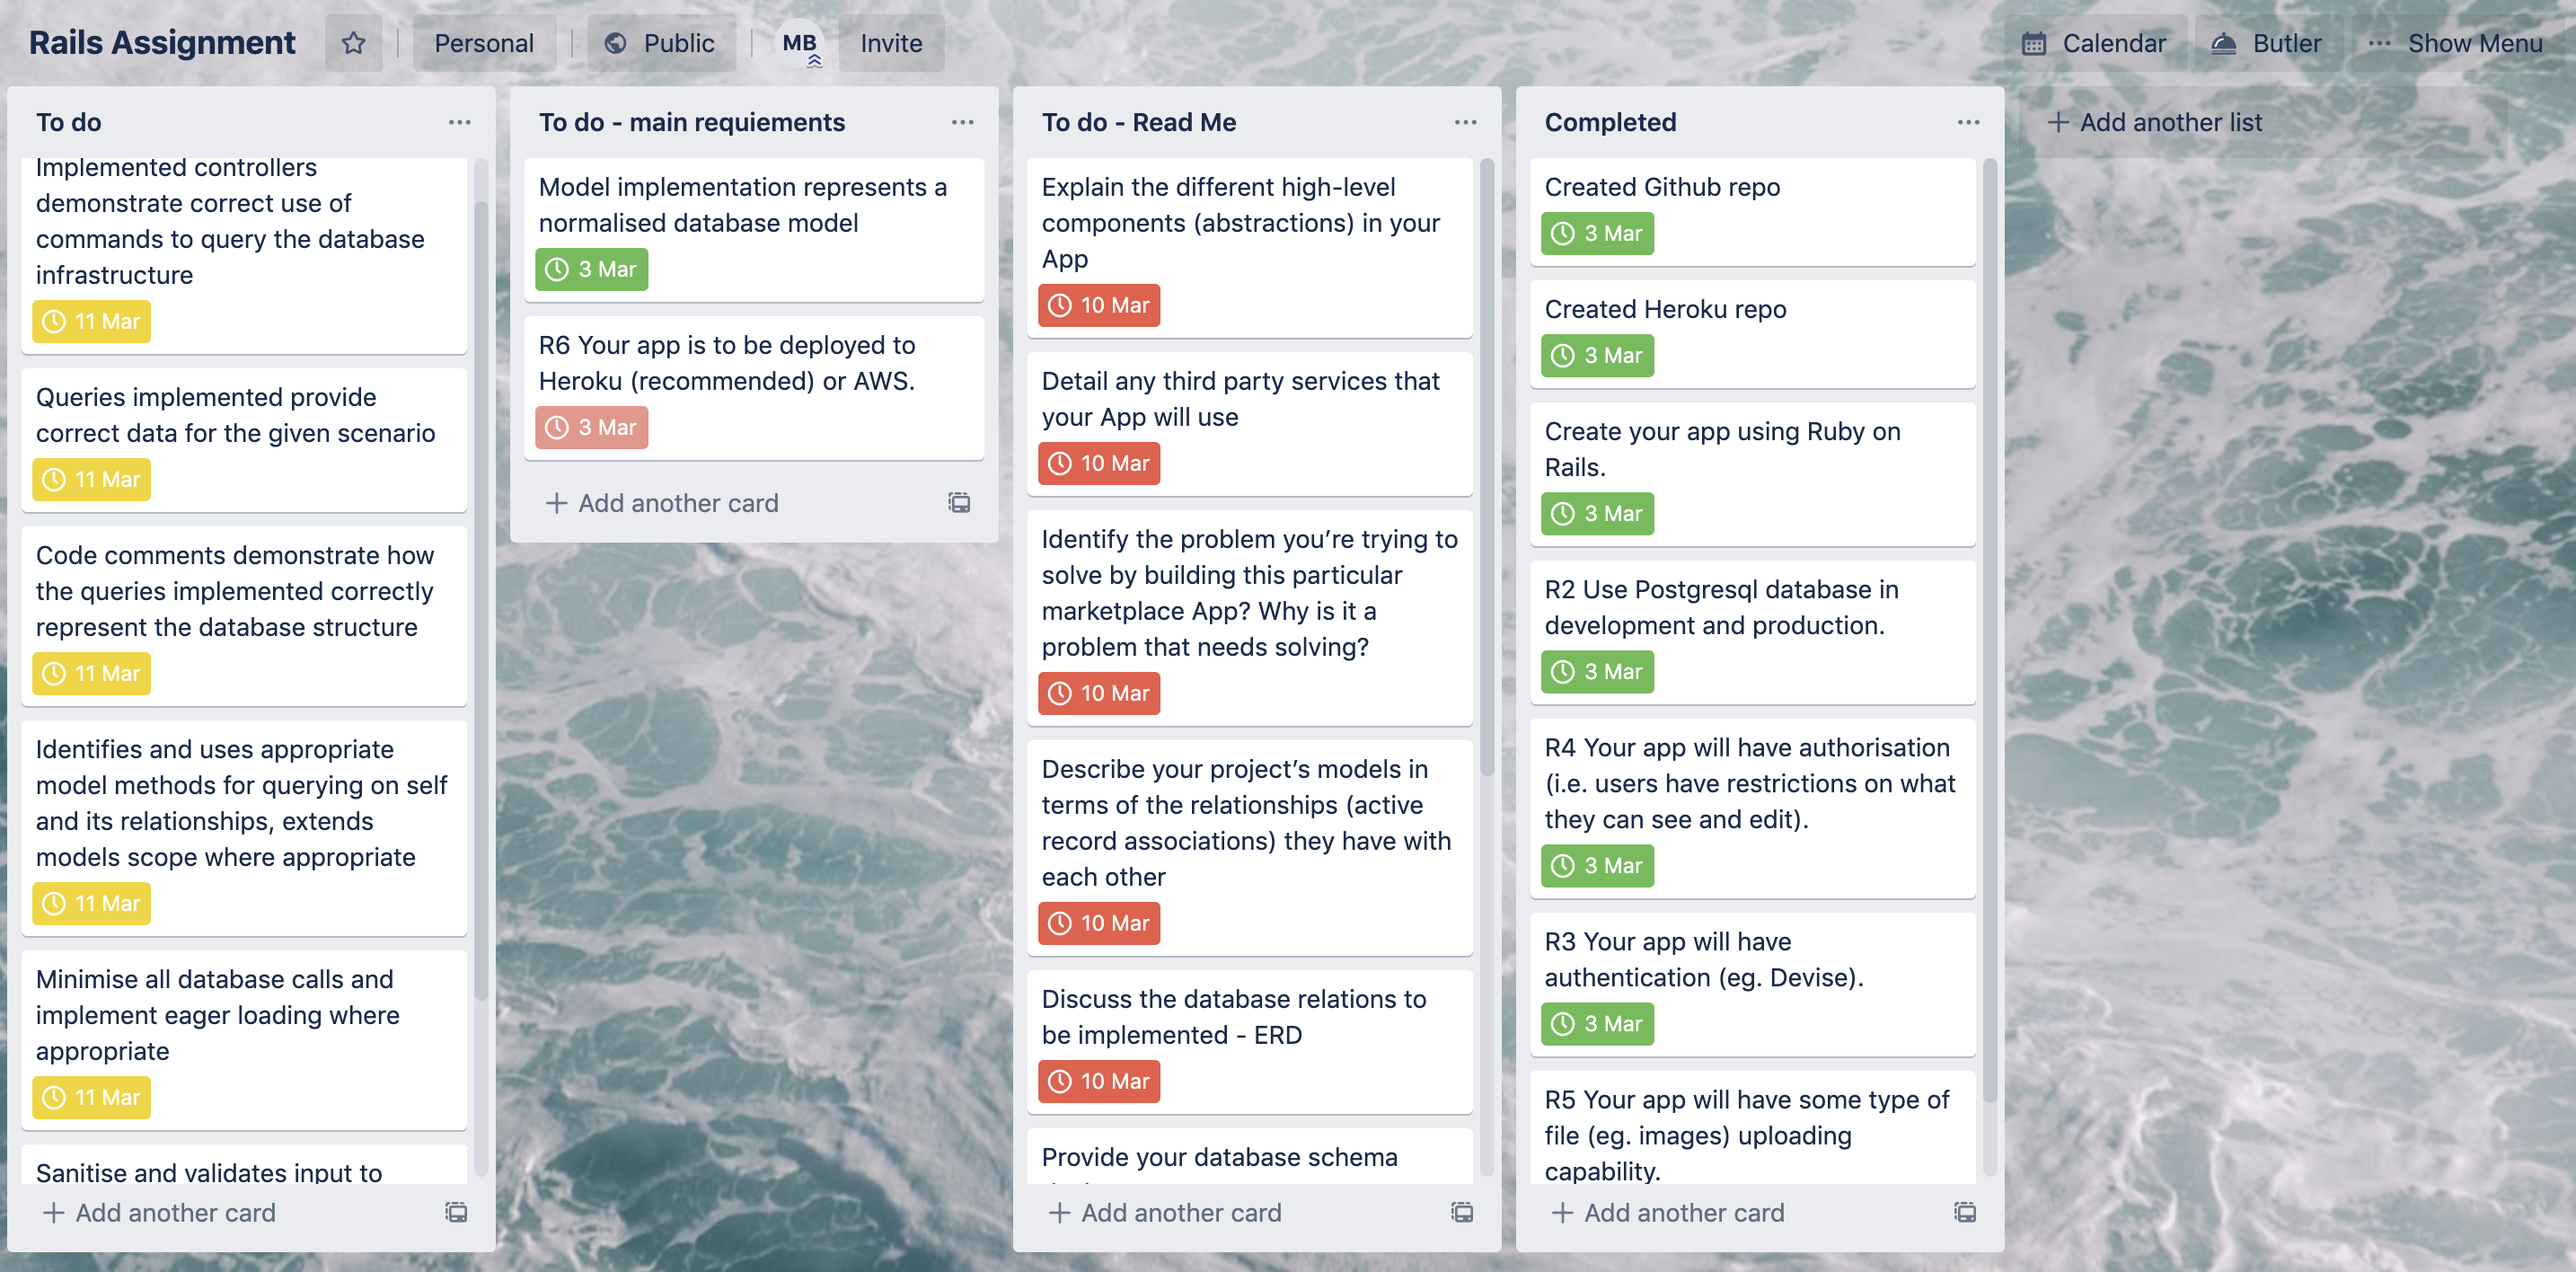 Rails Assignment
Personal
Public
MB
Invite
Calendar
Butler
Show Menu
To do
Implemented controllers
demonstrate correct use of
commands to query the database
infrastructure
11 Mar
Queries implemented provide
correct data for the given scenario
11 Mar
Code comments demonstrate how
the queries implemented correctly
represent the database structure
11 Mar
Identifies and uses appropriate
model methods for querying on self
and its relationships, extends
models scope where appropriate
11 Mar
Minimise all database calls and
implement eager loading where
appropriate
11 Mar
Sanitise and validates input to
+ Add another card
To do - main requiements
Model implementation represents a
normalised database model
3 Mar
R6 Your app is to be deployed to
Heroku (recommended) or AWS.
3 Mar
+ Add another card
To do - Read Me
Explain the different high-level
components (abstractions) in your
App
10 Mar
Detail any third party services that
your App will use
10 Mar
Identify the problem you’re trying to
solve by building this particular
marketplace App? Why is it a
problem that needs solving?
10 Mar
Describe your project’s models in
terms of the relationships (active
record associations) they have with
each other
10 Mar
Discuss the database relations to
be implemented - ERD
10 Mar
Provide your database schema
+ Add another card
Completed
Created Github repo
3 Mar
Created Heroku repo
3 Mar
Create your app using Ruby on
Rails.
3 Mar
R2 Use Postgresql database in
development and production.
3 Mar
R4 Your app will have authorisation
(i.e. users have restrictions on what
they can see and edit).
3 Mar
R3 Your app will have
authentication (eg. Devise).
3 Mar
R5 Your app will have some type of
file (eg. images) uploading
capability.
+ Add another card
+ Add another list